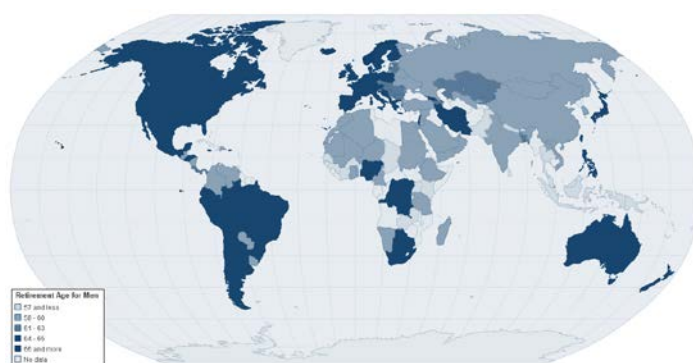 Retirement Age for Men
57 and less
58 - 60
61 - 63
64 - 65
66 and more
No data